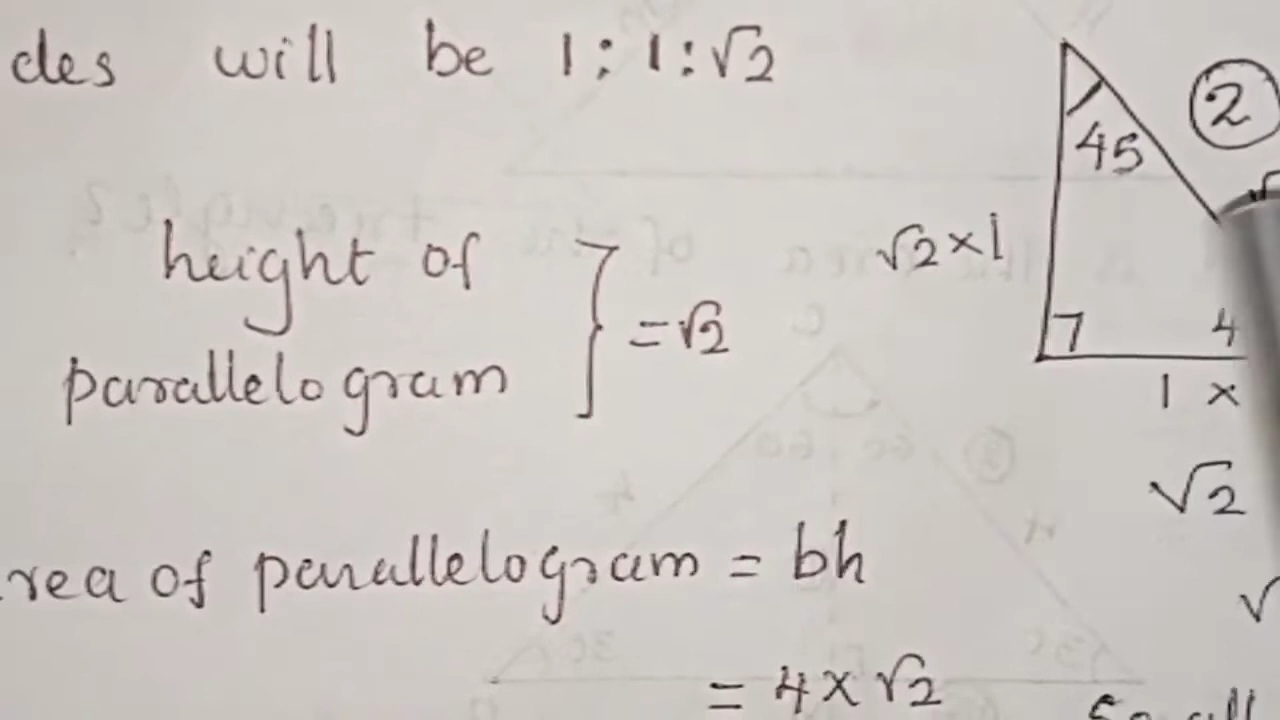 des will be 1 : 1 : √2
2
45
height of
parallelogram } = √2
√2 × 1
7 4
1 ×
√2
rea of parallelogram = bh
√
= 4 × √2